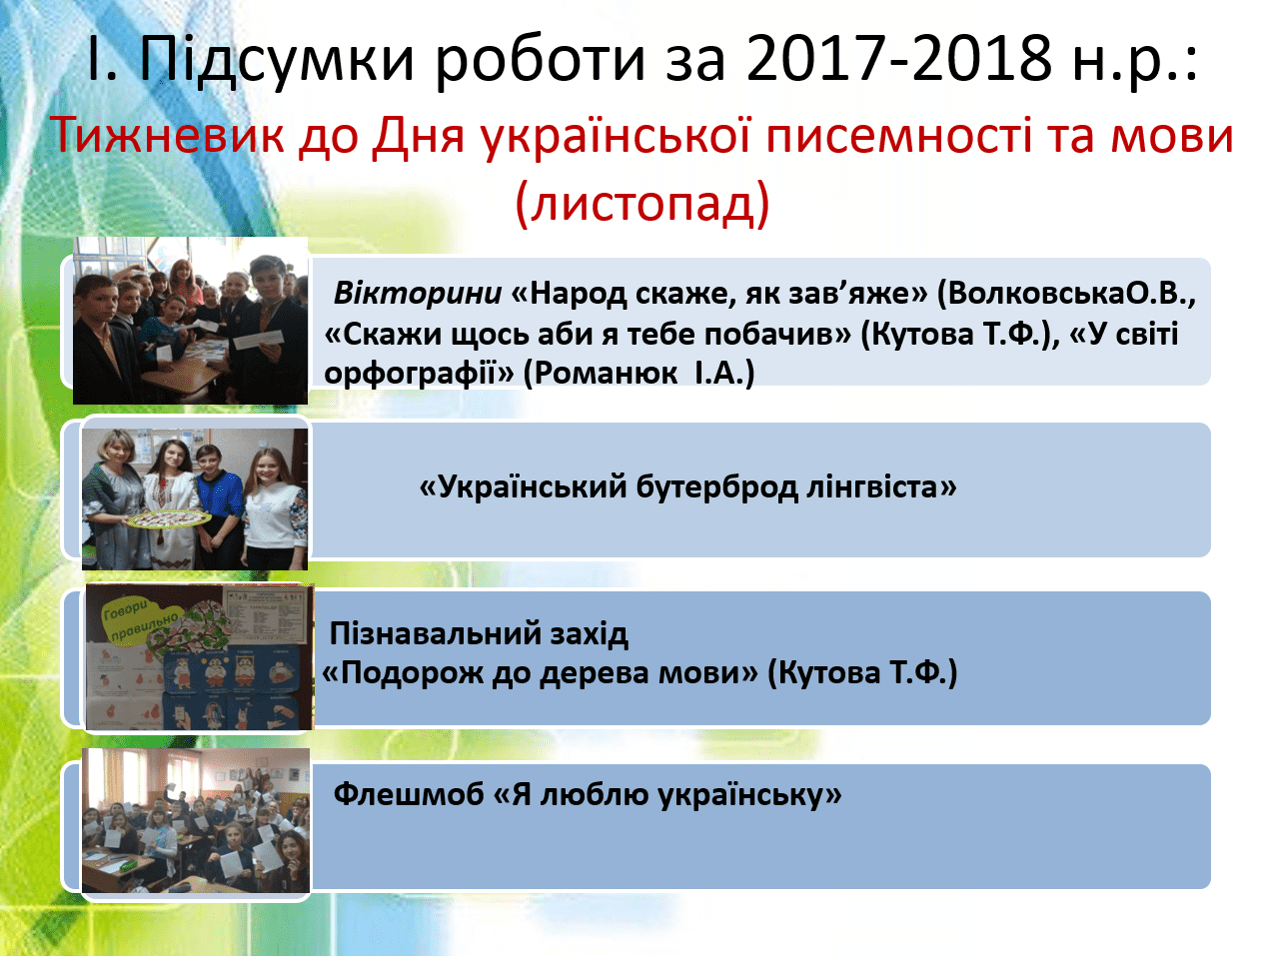 І. Підсумки роботи за 2017-2018 н.р.:
Тижневик до Дня української писемності та мови
(листопад)
Вікторини «Народ скаже, як зав’яже» (ВолковськаО.В.,
«Скажи щось аби я тебе побачив» (Кутова Т.Ф.), «У світі
орфографії» (Романюк І.А.)
«Український бутерброд лінгвіста»
Говори
правильно
Пізнавальний захід
«Подорож до дерева мови» (Кутова Т.Ф.)
Флешмоб «Я люблю українську»